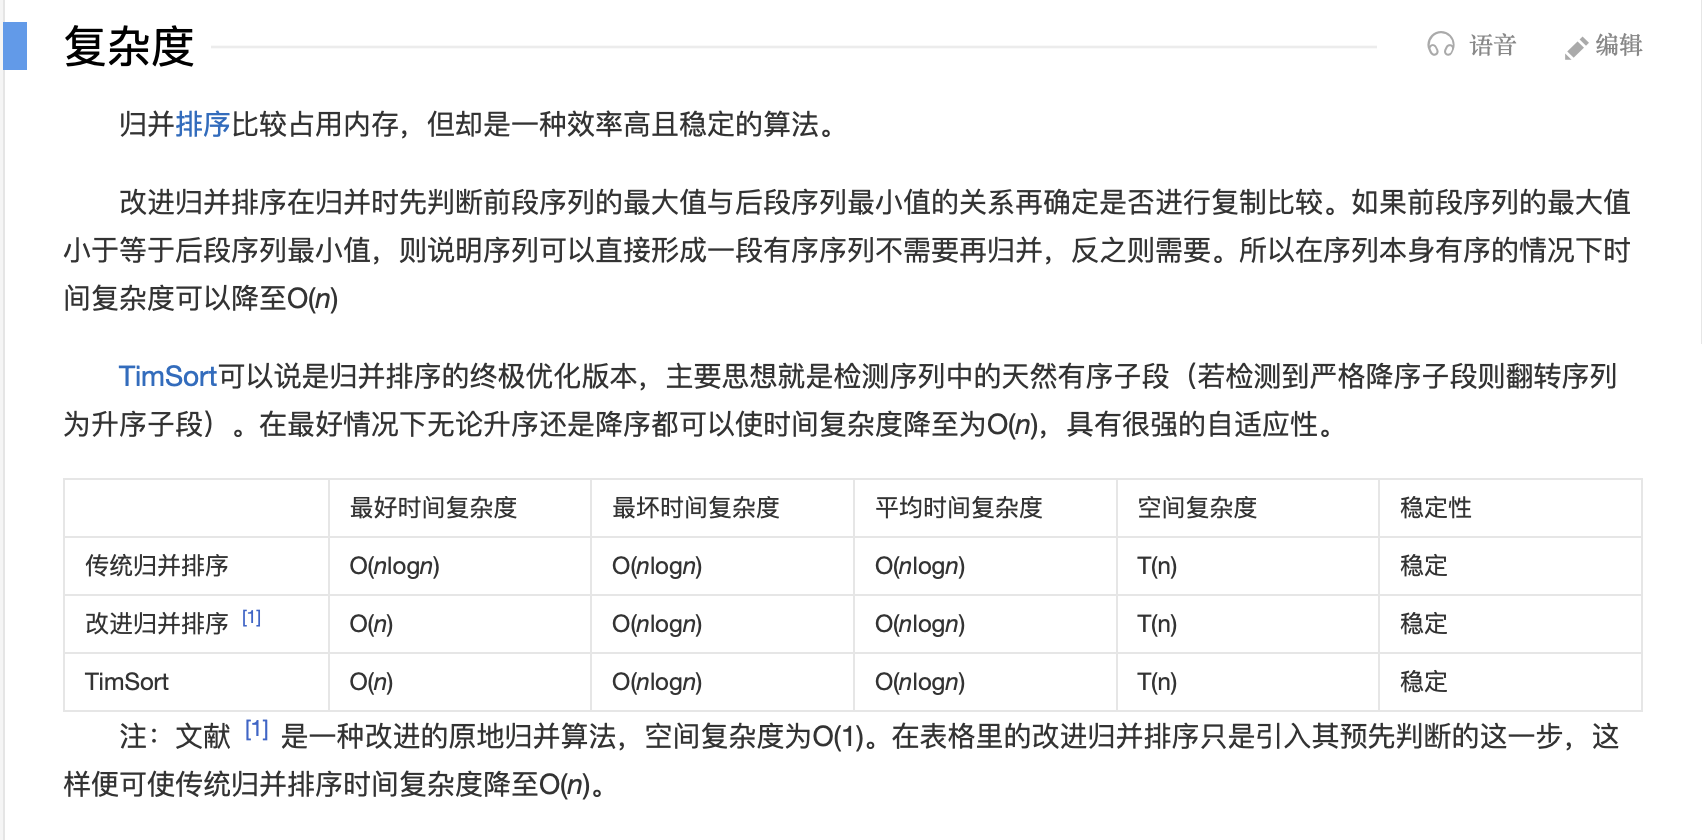 复杂度
语音 编辑
归并排序比较占用内存，但却是一种效率高且稳定的算法。
改进归并排序在归并时先判断前段序列的最大值与后段序列最小值的关系再确定是否进行复制比较。如果前段序列的最大值
小于等于后段序列最小值，则说明序列可以直接形成一段有序序列不需要再归并，反之则需要。所以在序列本身有序的情况下时
间复杂度可以降至O(n)
TimSort可以说是归并排序的终极优化版本，主要思想就是检测序列中的天然有序子段（若检测到严格降序子段则翻转序列
为升序子段）。在最好情况下无论升序还是降序都可以使时间复杂度降至为O(n)，具有很强的自适应性。
最好时间复杂度 最坏时间复杂度 平均时间复杂度 空间复杂度 稳定性
传统归并排序 O(nlogn) O(nlogn) O(nlogn) T(n) 稳定
改进归并排序 [1] O(n) O(nlogn) O(nlogn) T(n) 稳定
TimSort O(n) O(nlogn) O(nlogn) T(n) 稳定
注：文献 [1] 是一种改进的原地归并算法，空间复杂度为O(1)。在表格里的改进归并排序只是引入其预先判断的这一步，这
样便可使传统归并排序时间复杂度降至O(n)。